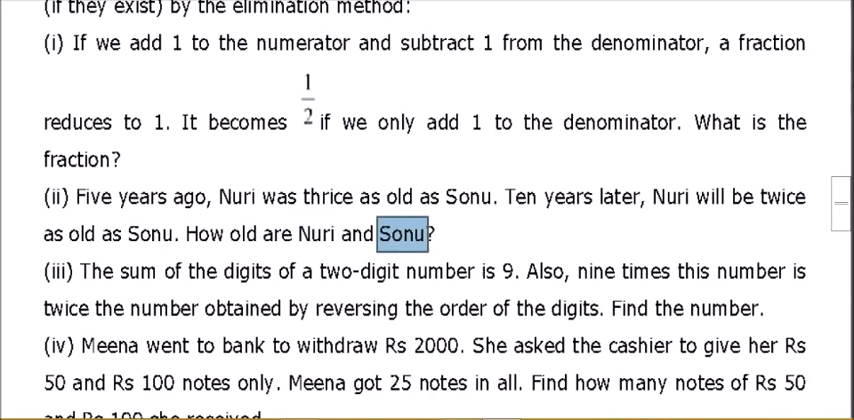 (if they exist) by the elimination method:
(i) If we add 1 to the numerator and subtract 1 from the denominator, a fraction
reduces to 1. It becomes 1/2 if we only add 1 to the denominator. What is the
fraction?
(ii) Five years ago, Nuri was thrice as old as Sonu. Ten years later, Nuri will be twice
as old as Sonu. How old are Nuri and Sonu?
(iii) The sum of the digits of a two-digit number is 9. Also, nine times this number is
twice the number obtained by reversing the order of the digits. Find the number.
(iv) Meena went to bank to withdraw Rs 2000. She asked the cashier to give her Rs
50 and Rs 100 notes only. Meena got 25 notes in all. Find how many notes of Rs 50
and Rs 100 she received.